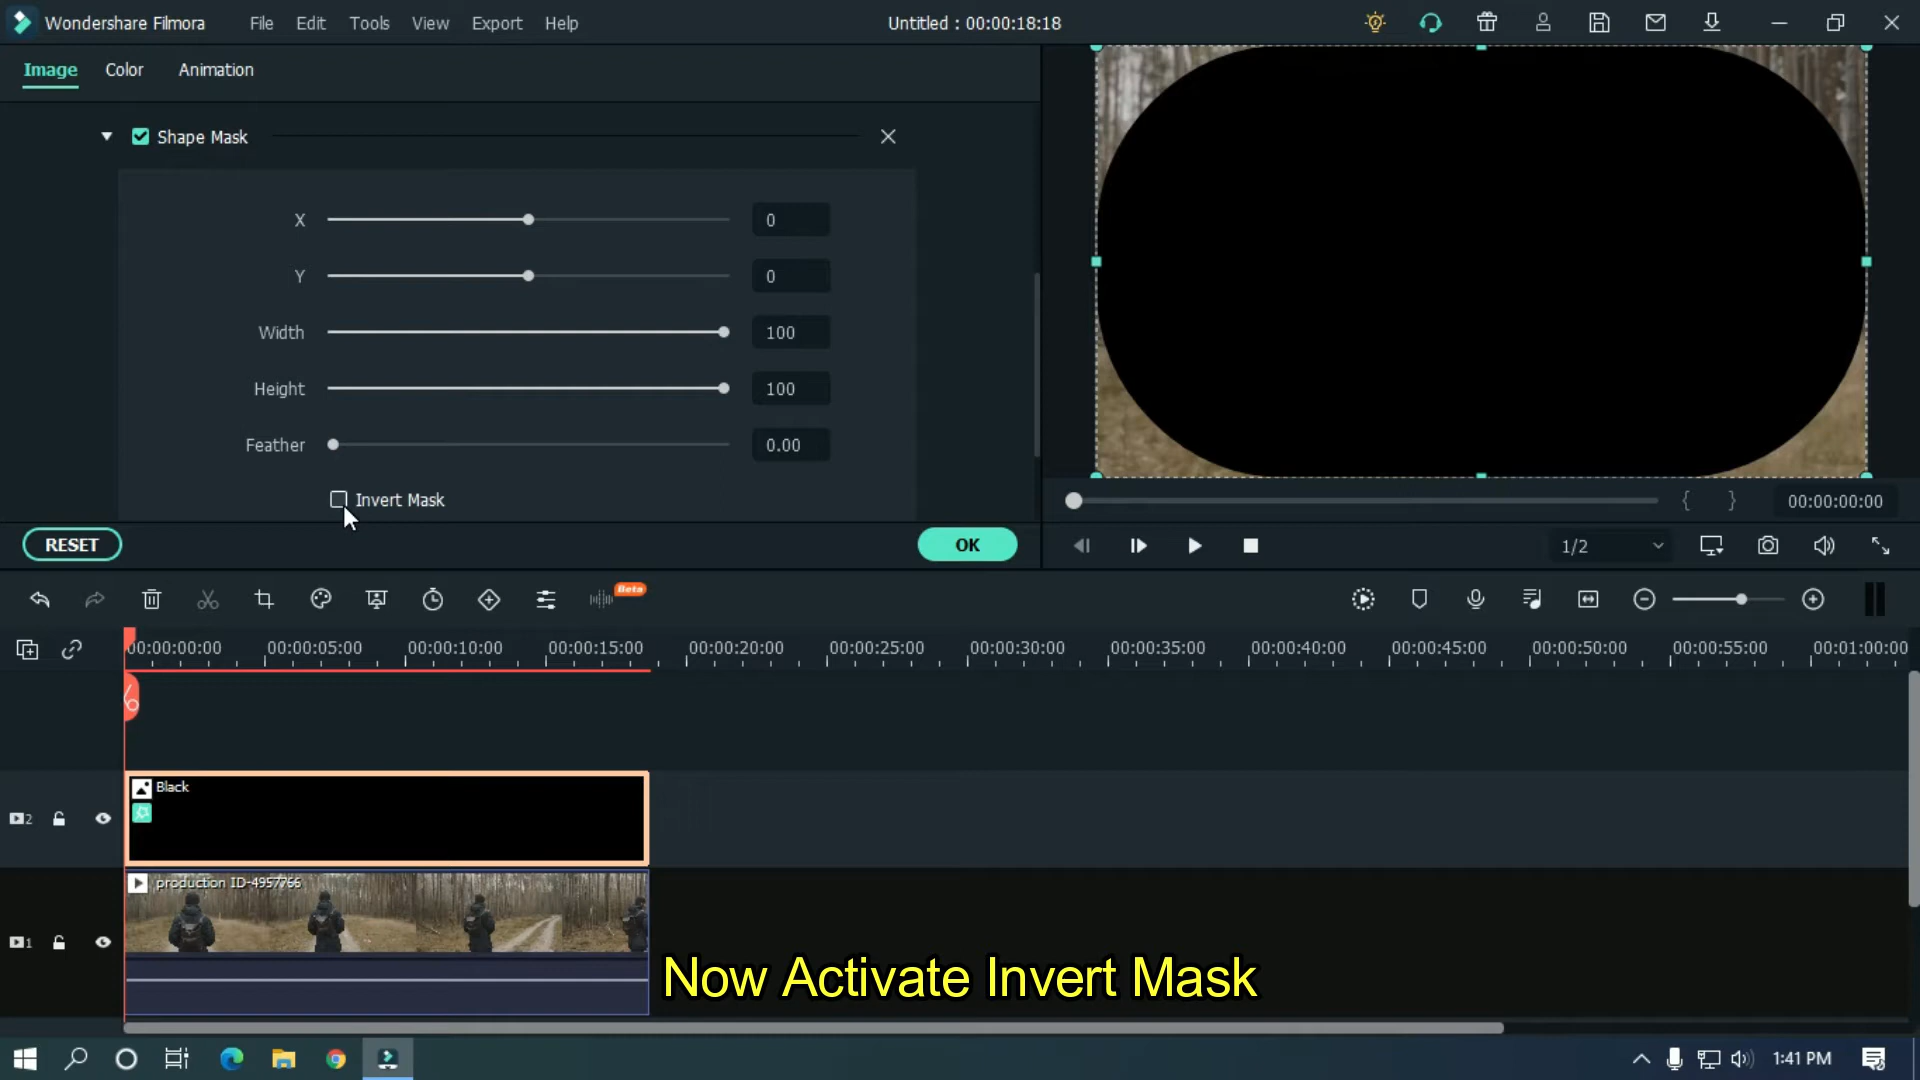 Wondershare Filmora
File
Edit
Tools
View
Export
Help
Untitled : 00:00:18:18
Image
Color
Animation
Shape Mask
X
0
Y
0
Width
100
Height
100
Feather
0.00
Invert Mask
{ }
00:00:00:00
RESET
OK
1/2
Beta
00:00:00:00
00:00:05:00
00:00:10:00
00:00:15:00
00:00:20:00
00:00:25:00
00:00:30:00
00:00:35:00
00:00:40:00
00:00:45:00
00:00:50:00
00:00:55:00
00:01:00:00
Black
2
production ID-4957766
1
Now Activate Invert Mask
1:41 PM